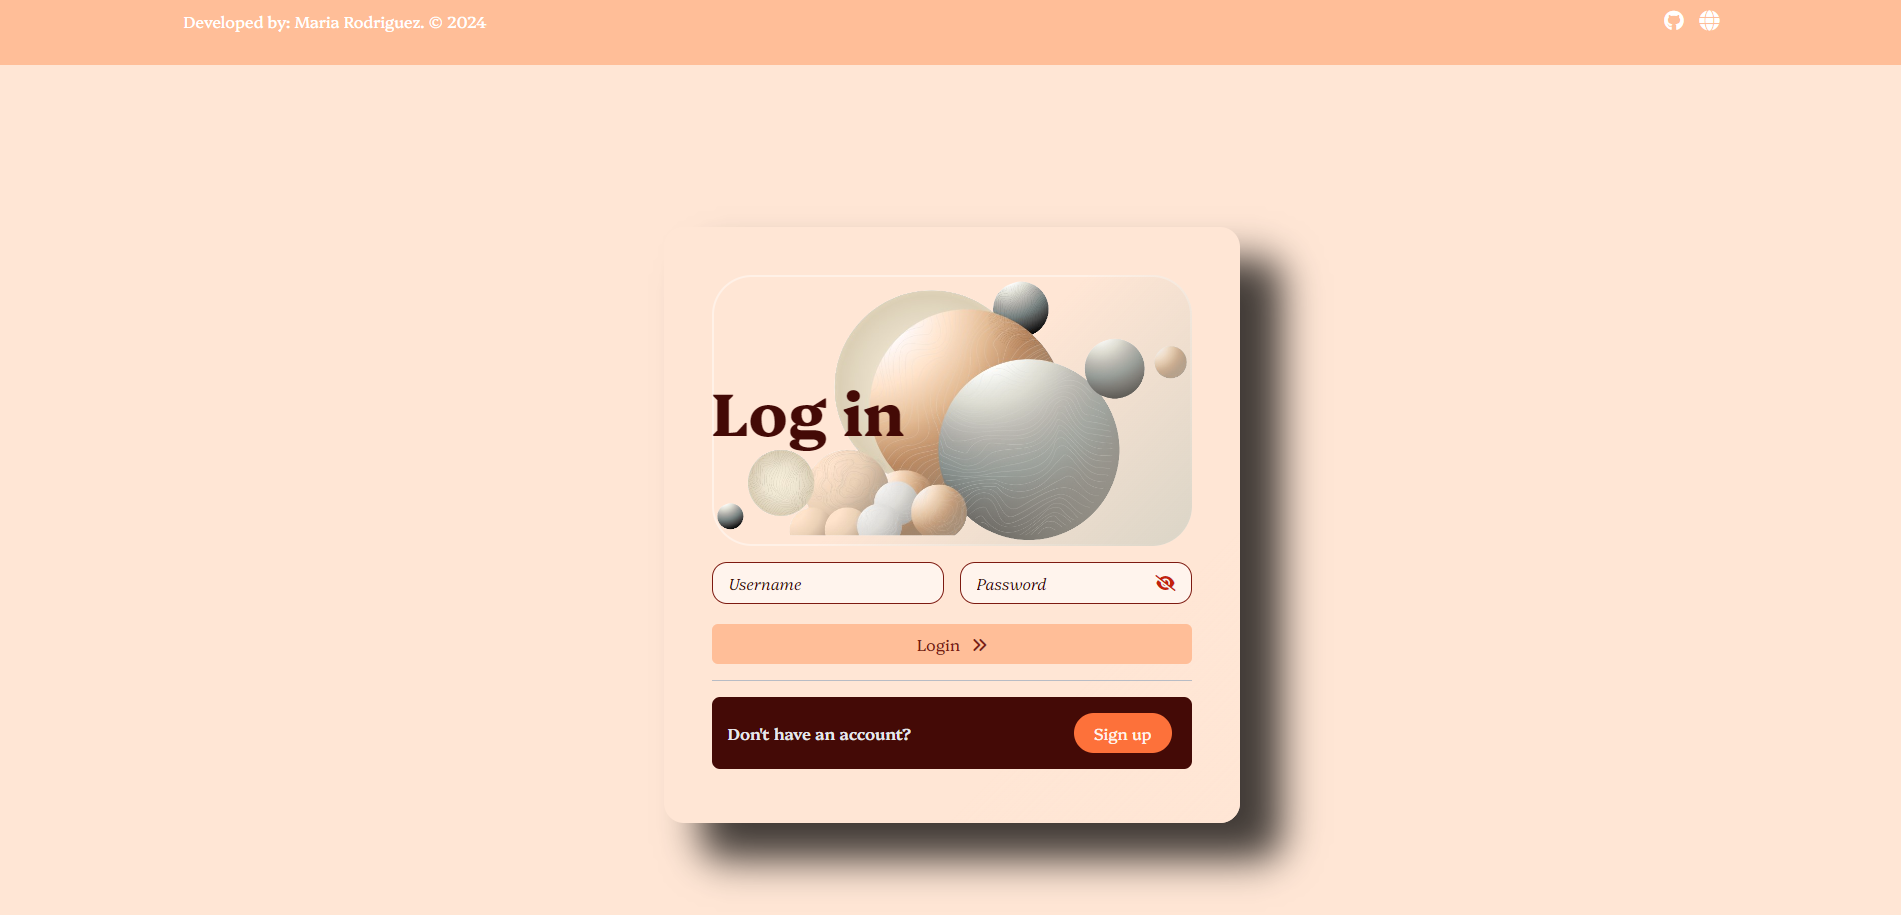 Developed by: Maria Rodriguez. © 2024
Log in
Username
Password
Login
Don't have an account?
Sign up